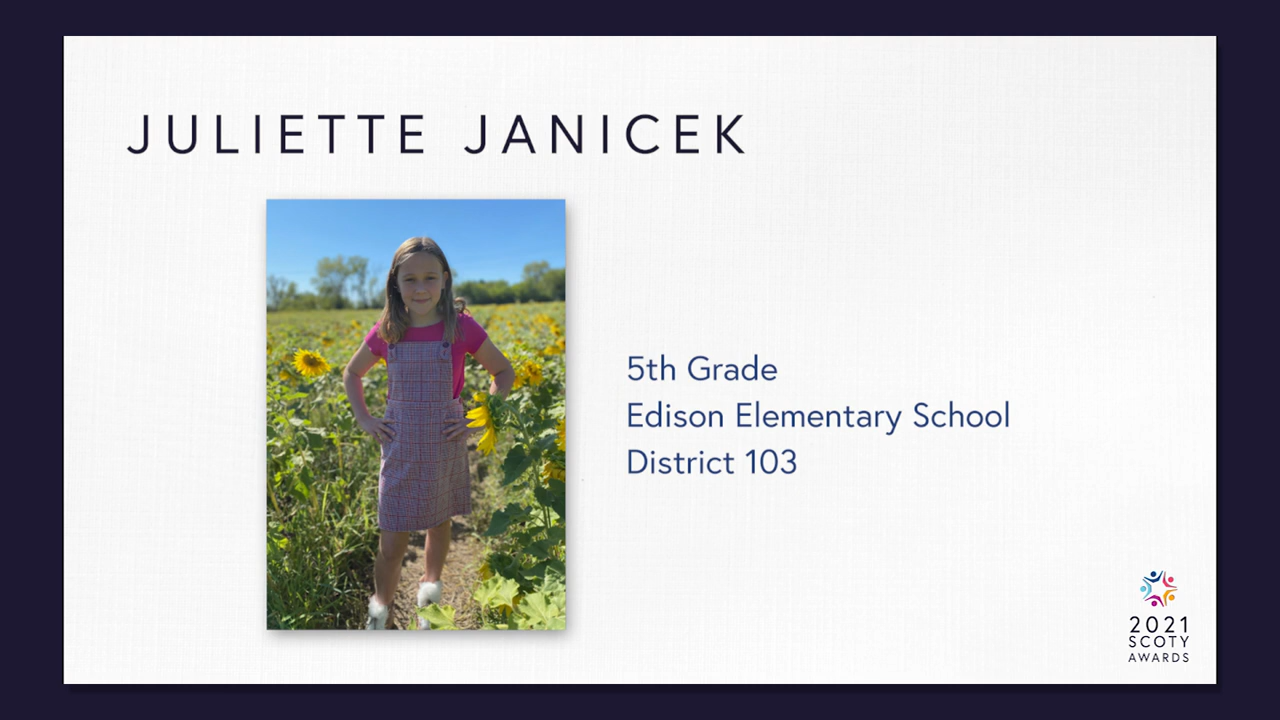 JULIETTE JANICEK
5th Grade
Edison Elementary School
District 103
2021
SCOTY
AWARDS